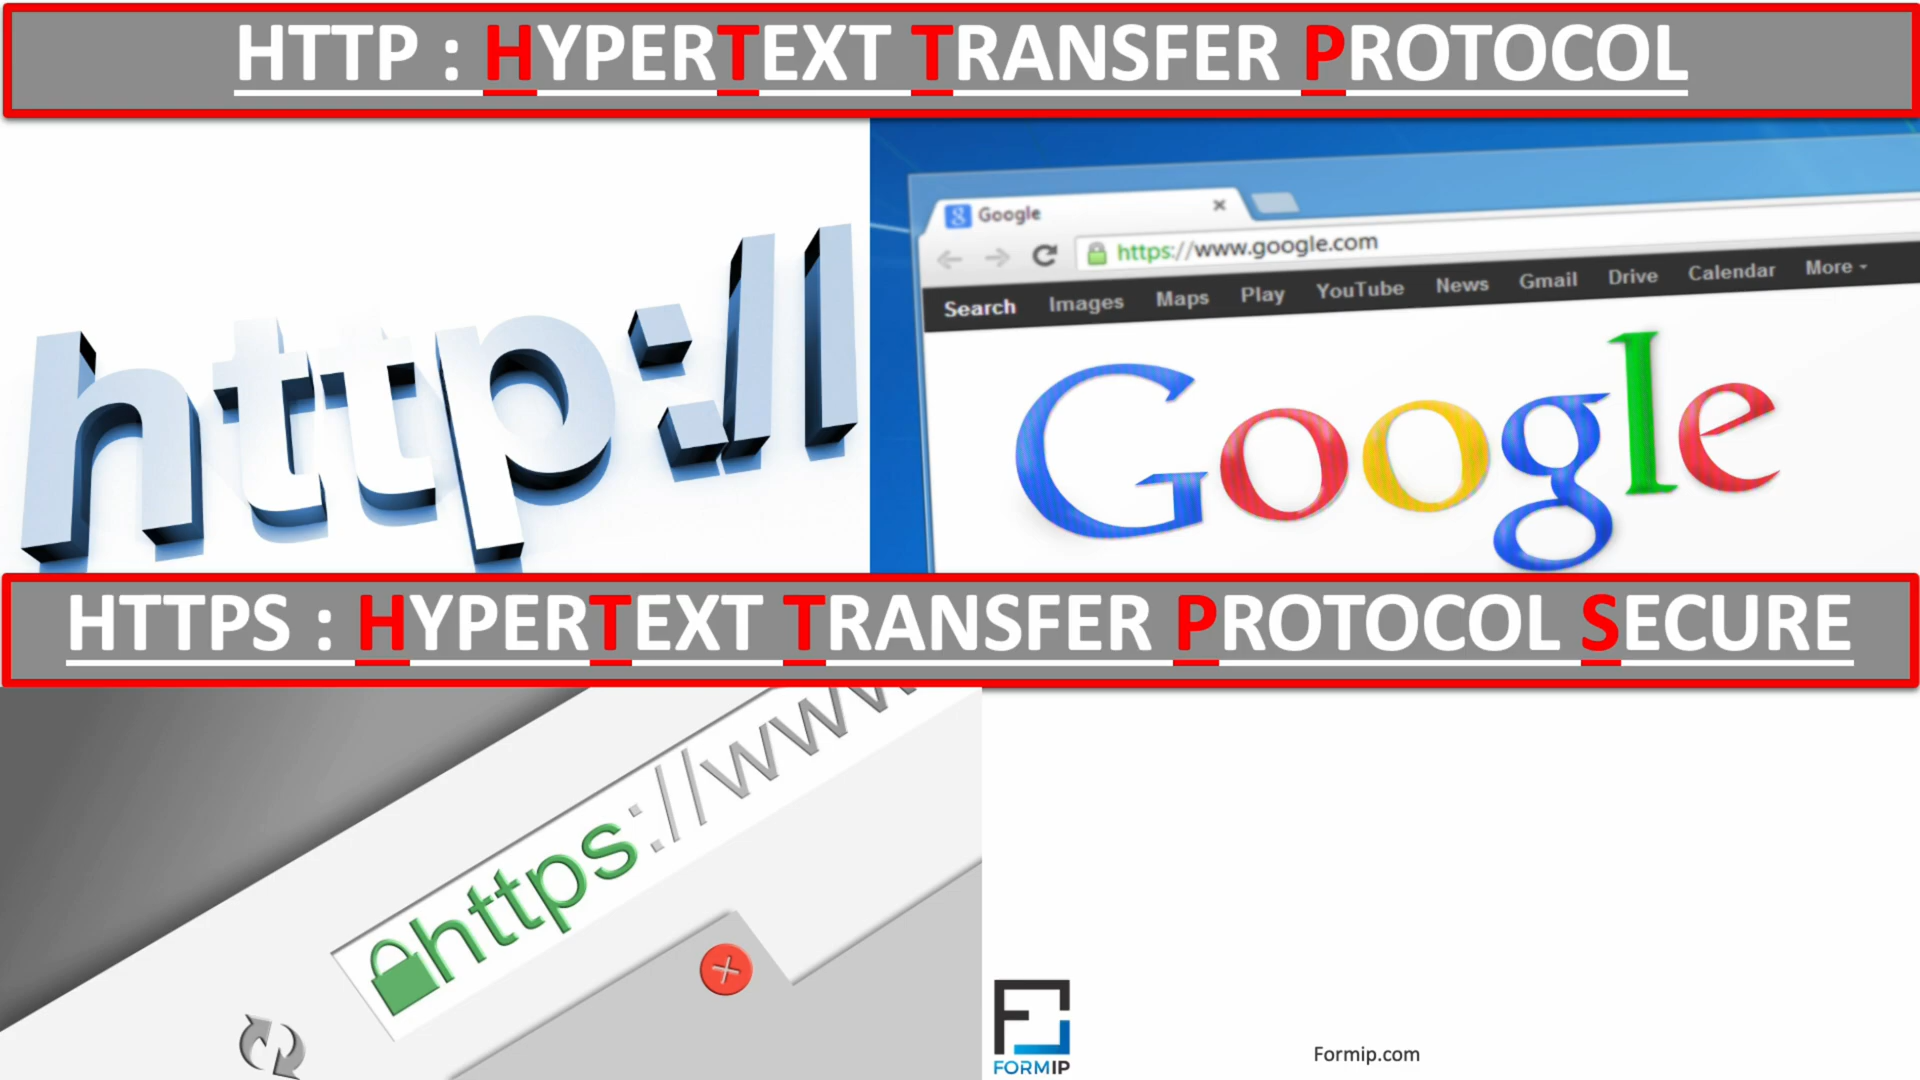 HTTP : HYPERTEXT TRANSFER PROTOCOL
http://
Google
https://www.google.com
Search Images Maps Play YouTube News Gmail Drive Calendar More
Google
HTTPS : HYPERTEXT TRANSFER PROTOCOL SECURE
https://www
FORMIP
Formip.com